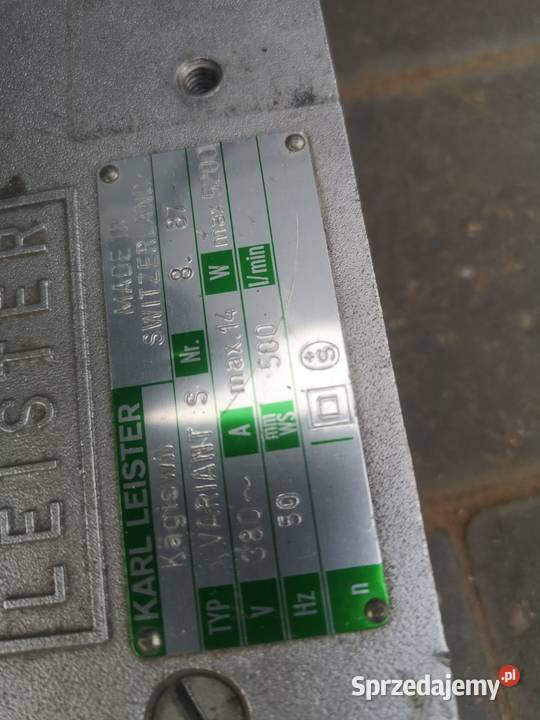 LEISTER
KARL LEISTER MADE IN
Kägiswil SWITZERLAND
TYP VARIANT S Nr. 8. 87
V 380~ A max.14 W max.5200
Hz 50 mm WS 500 l/min
n S
Sprzedajemy.pl